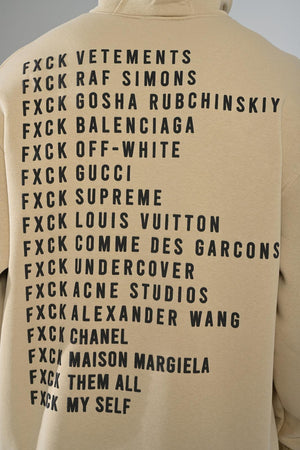 FXCK VETEMENTS
FXCK RAF SIMONS
FXCK GOSHA RUBCHINSKIY
FXCK BALENCIAGA
FXCK OFF-WHITE
FXCK GUCCI
FXCK SUPREME
FXCK LOUIS VUITTON
FXCK COMME DES GARCONS
FXCK UNDERCOVER
FXCK ACNE STUDIOS
FXCK ALEXANDER WANG
FXCK CHANEL
FXCK MAISON MARGIELA
FXCK THEM ALL
FXCK MY SELF